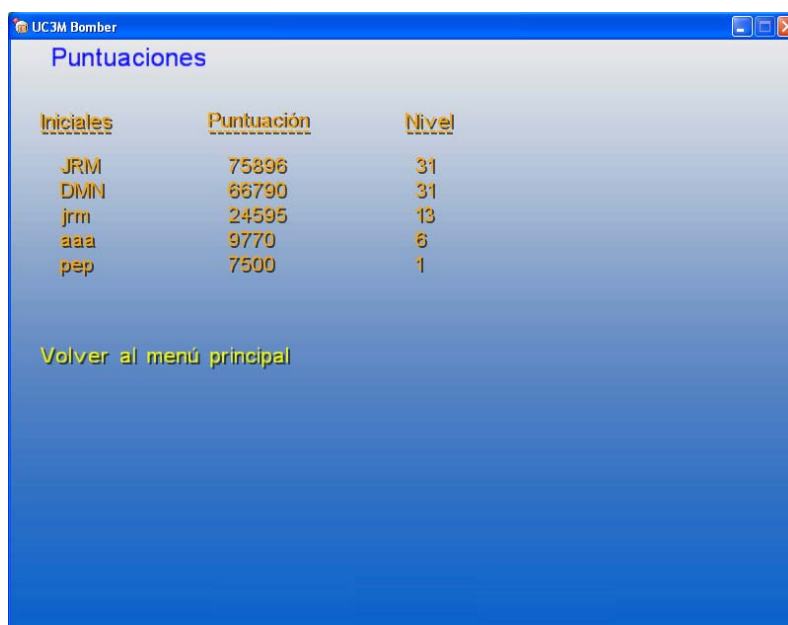 UC3M Bomber
Puntuaciones
Iniciales Puntuación Nivel
JRM 75896 31
DMN 66790 31
jrm 24595 13
aaa 9770 6
pep 7500 1
Volver al menú principal